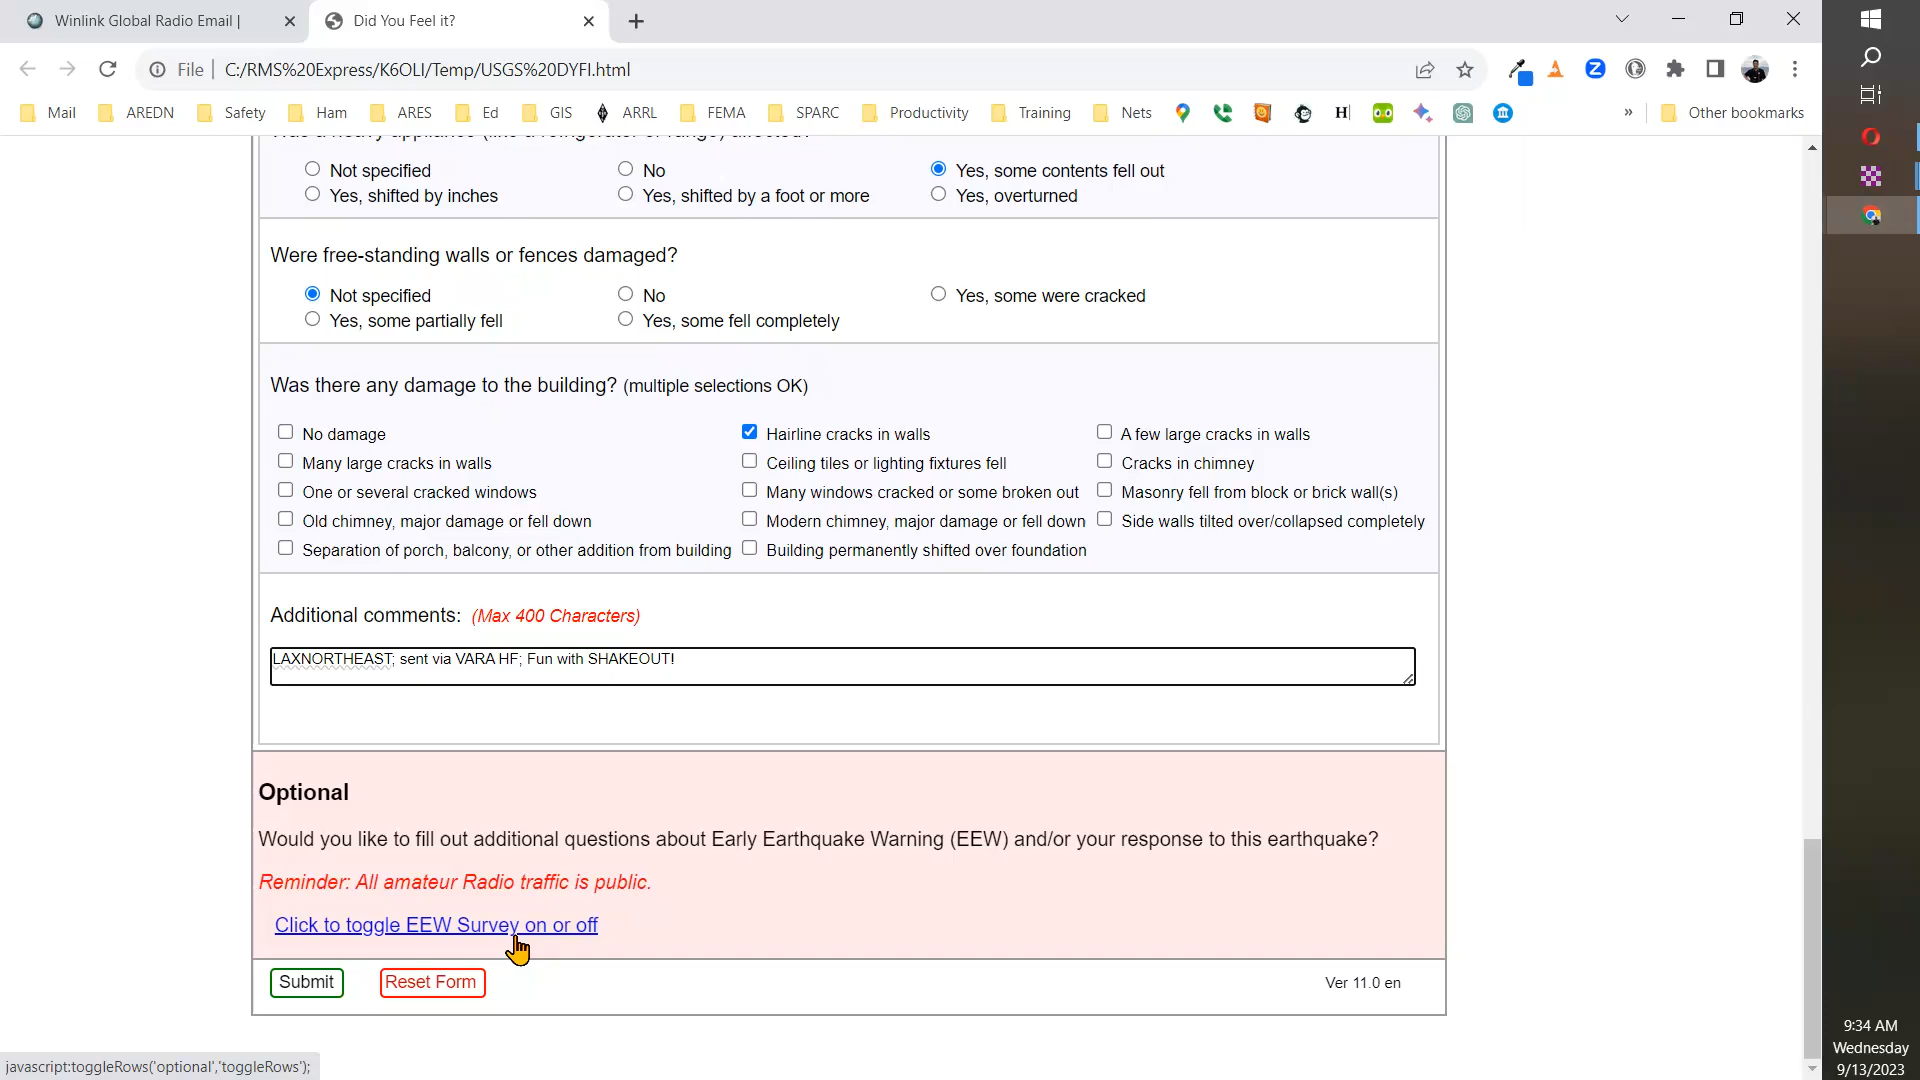 Winlink Global Radio Email |
Did You Feel it?
File
C:/RMS%20Express/K6OLI/Temp/USGS%20DYFI.html
Mail
AREDN
Safety
Ham
ARES
Ed
GIS
ARRL
FEMA
SPARC
Productivity
Training
Nets
»
Other bookmarks
Was a heavy appliance (like a refrigerator or range) affected?
Not specified
No
Yes, some contents fell out
Yes, shifted by inches
Yes, shifted by a foot or more
Yes, overturned
Were free-standing walls or fences damaged?
Not specified
No
Yes, some were cracked
Yes, some partially fell
Yes, some fell completely
Was there any damage to the building? (multiple selections OK)
No damage
Hairline cracks in walls
A few large cracks in walls
Many large cracks in walls
Ceiling tiles or lighting fixtures fell
Cracks in chimney
One or several cracked windows
Many windows cracked or some broken out
Masonry fell from block or brick wall(s)
Old chimney, major damage or fell down
Modern chimney, major damage or fell down
Side walls tilted over/collapsed completely
Separation of porch, balcony, or other addition from building
Building permanently shifted over foundation
Additional comments: (Max 400 Characters)
LAXNORTHEAST; sent via VARA HF; Fun with SHAKEOUT!
Optional
Would you like to fill out additional questions about Early Earthquake Warning (EEW) and/or your response to this earthquake?
Reminder: All amateur Radio traffic is public.
Click to toggle EEW Survey on or off
Submit
Reset Form
Ver 11.0 en
javascript:toggleRows('optional','toggleRows');
9:34 AM
Wednesday
9/13/2023